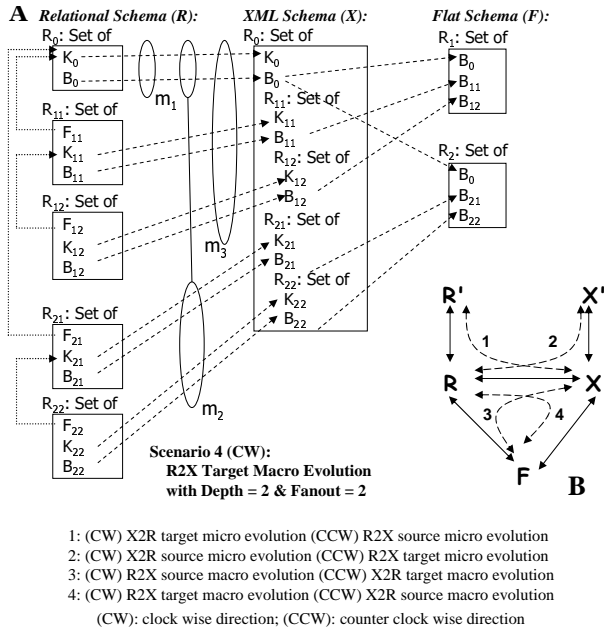 A
Relational Schema (R):
XML Schema (X):
Flat Schema (F):
R0: Set of
K0
B0
R11: Set of
F11
K11
B11
R12: Set of
F12
K12
B12
R21: Set of
F21
K21
B21
R22: Set of
F22
K22
B22
m1
m3
m2
R0: Set of
K0
B0
R11: Set of
K11
B11
R12: Set of
K12
B12
R21: Set of
K21
B21
R22: Set of
K22
B22
R1: Set of
B0
B11
B12
R2: Set of
B0
B21
B22
Scenario 4 (CW):
R2X Target Macro Evolution
with Depth = 2 & Fanout = 2
R'
X'
1
2
R
X
3
4
F
B
1: (CW) X2R target micro evolution (CCW) R2X source micro evolution
2: (CW) X2R source micro evolution (CCW) R2X target micro evolution
3: (CW) R2X source macro evolution (CCW) X2R target macro evolution
4: (CW) R2X target macro evolution (CCW) X2R source macro evolution
(CW): clock wise direction; (CCW): counter clock wise direction